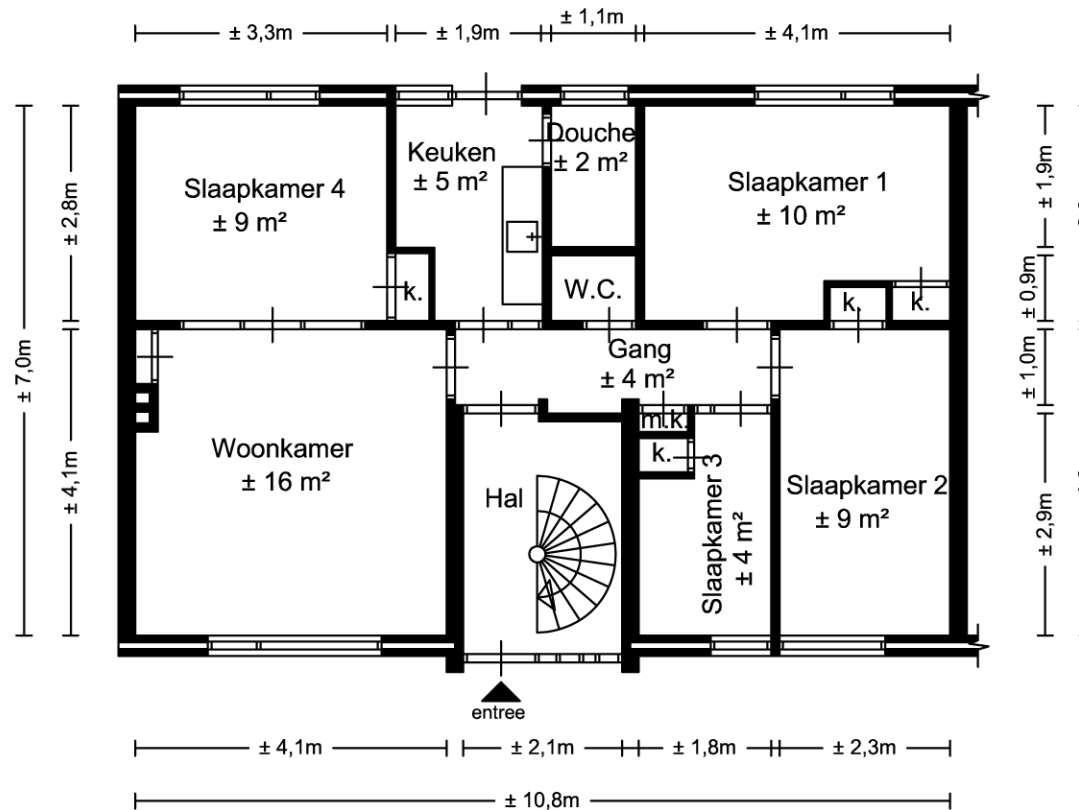 ± 3,3m
± 1,9m
± 1,1m
± 4,1m
Slaapkamer 4
± 9 m²
Keuken
± 5 m²
Douche
± 2 m²
Slaapkamer 1
± 10 m²
k.
W.C.
k.
k.
± 2,8m
± 7,0m
± 4,1m
± 1,9m
± 0,9m
± 1,0m
± 2,9m
Gang
± 4 m²
m.k.
k.
Woonkamer
± 16 m²
Hal
Slaapkamer 3
± 4 m²
Slaapkamer 2
± 9 m²
entree
± 4,1m
± 2,1m
± 1,8m
± 2,3m
± 10,8m